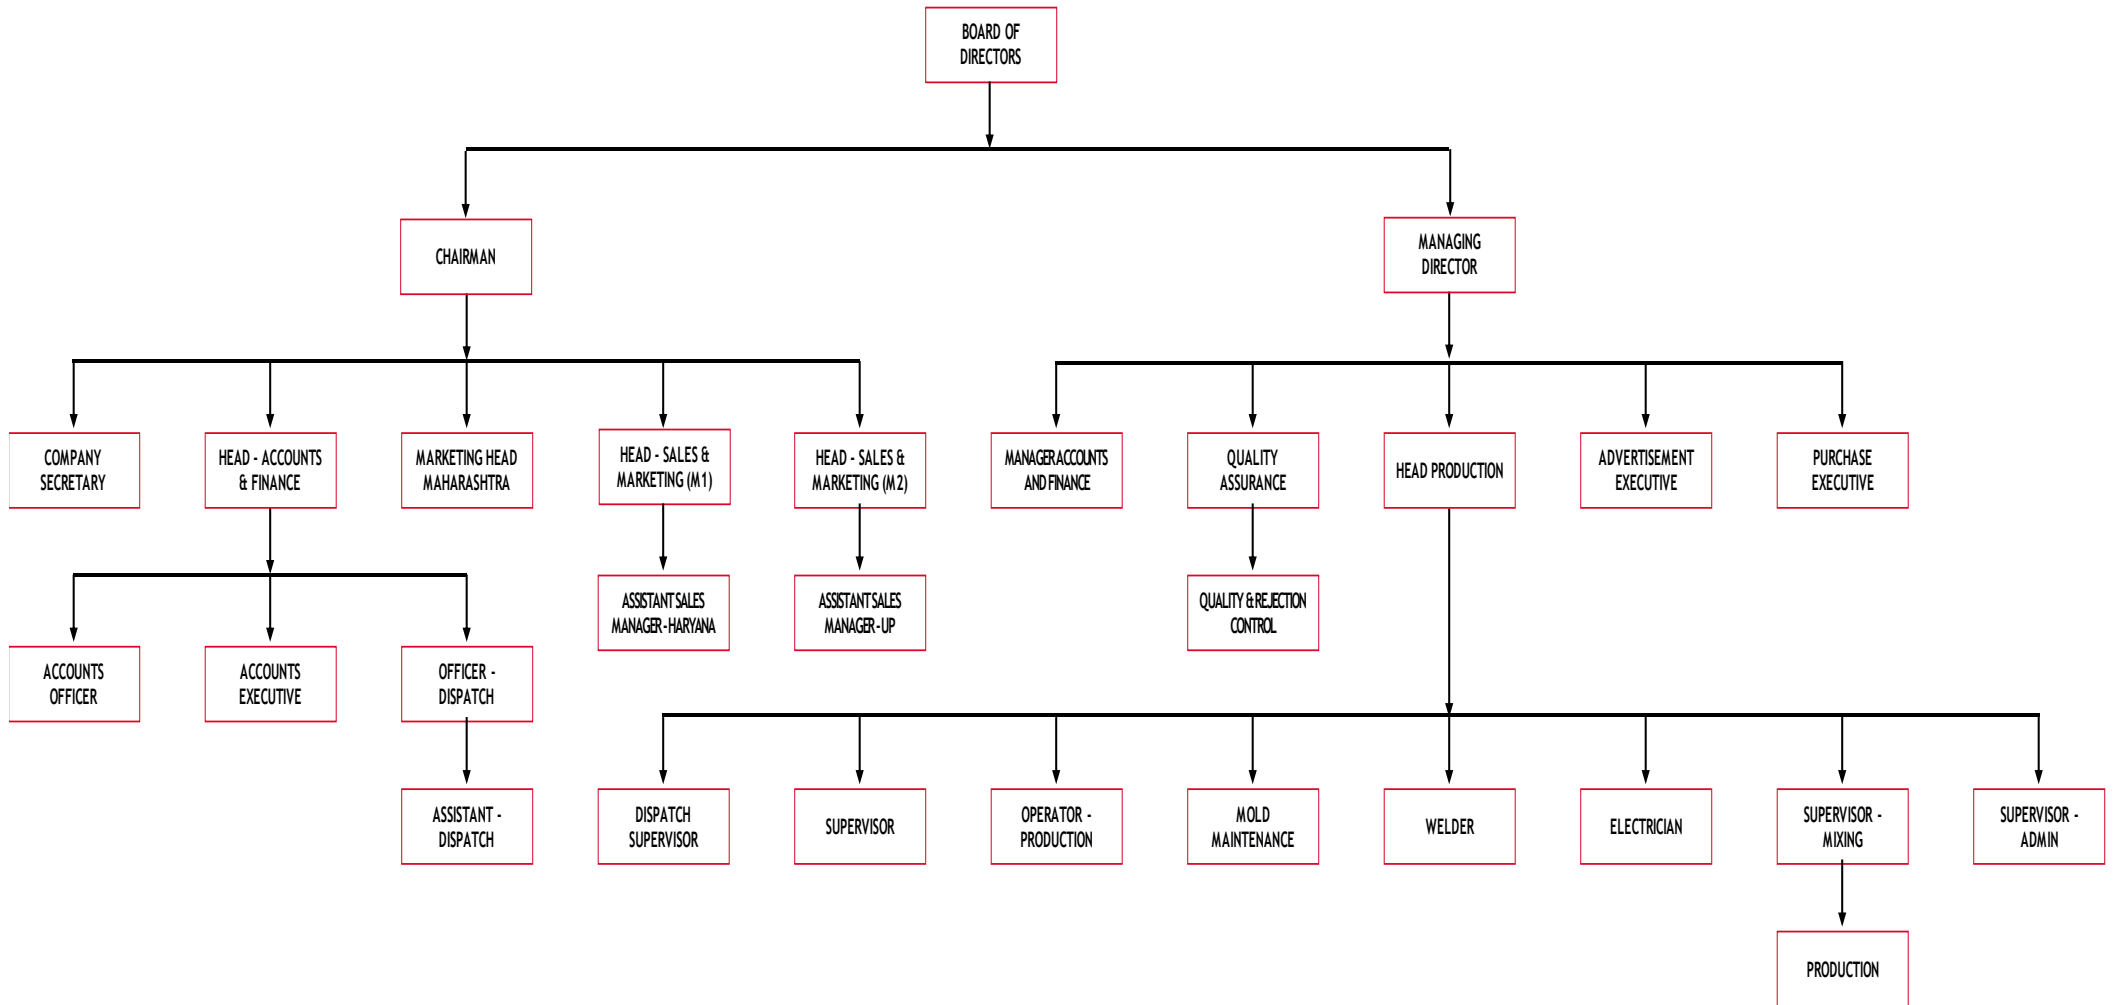 BOARD OF
DIRECTORS
CHAIRMAN
MANAGING
DIRECTOR
COMPANY
SECRETARY
HEAD - ACCOUNTS
& FINANCE
MARKETING HEAD
MAHARASHTRA
HEAD - SALES &
MARKETING (M1)
HEAD - SALES &
MARKETING (M2)
MANAGER ACCOUNTS
AND FINANCE
QUALITY
ASSURANCE
HEAD PRODUCTION
ADVERTISEMENT
EXECUTIVE
PURCHASE
EXECUTIVE
ASSISTANT SALES
MANAGER - HARYANA
ASSISTANT SALES
MANAGER - UP
QUALITY & REJECTION
CONTROL
ACCOUNTS
OFFICER
ACCOUNTS
EXECUTIVE
OFFICER -
DISPATCH
ASSISTANT -
DISPATCH
DISPATCH
SUPERVISOR
SUPERVISOR
OPERATOR -
PRODUCTION
MOLD
MAINTENANCE
WELDER
ELECTRICIAN
SUPERVISOR -
MIXING
SUPERVISOR -
ADMIN
PRODUCTION